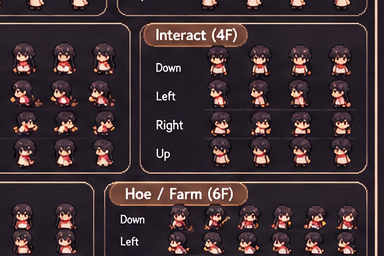 Interact (4F)
Down
Left
Right
Up
Hoe / Farm (6F)
Down
Left